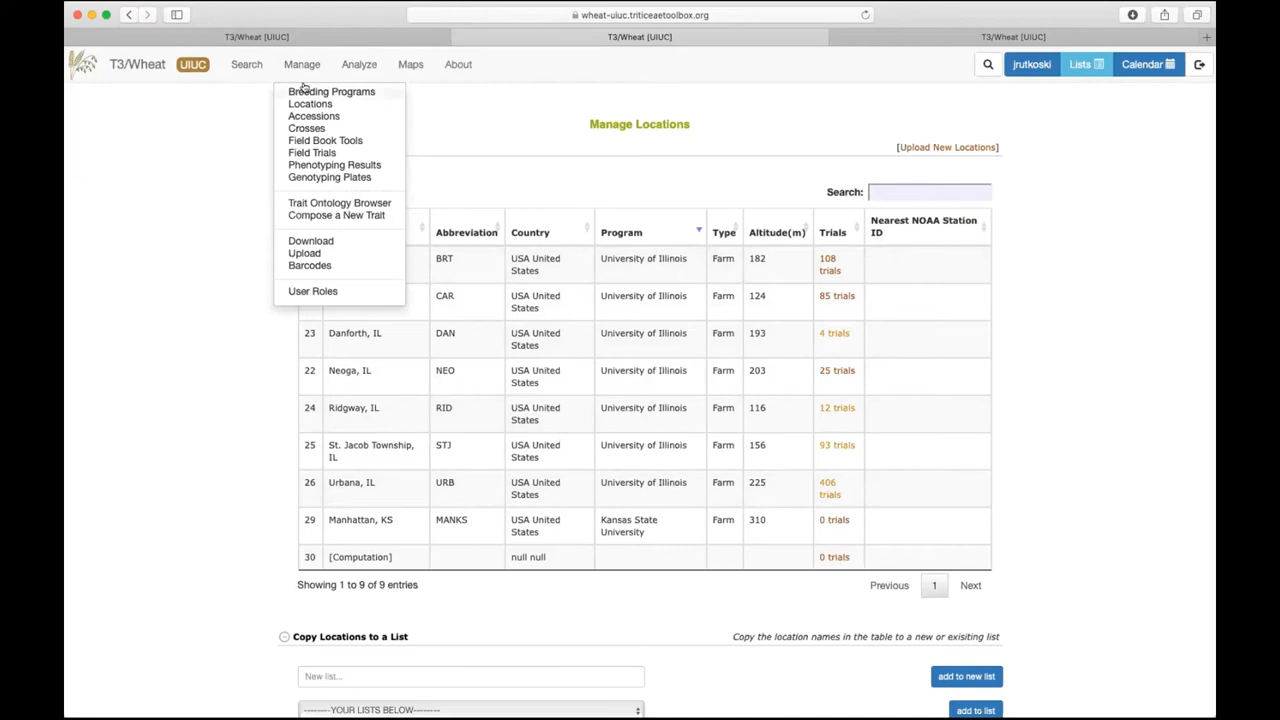 wheat-uiuc.triticeaetoolbox.org
T3/Wheat [UIUC] T3/Wheat [UIUC] T3/Wheat [UIUC]
T3/Wheat UIUC Search Manage Analyze Maps About jrutkoski Lists Calendar
Breeding Programs
Locations
Accessions
Crosses
Field Book Tools
Field Trials
Phenotyping Results
Genotyping Plates
Trait Ontology Browser
Compose a New Trait
Download
Upload
Barcodes
User Roles
Manage Locations
[Upload New Locations]
Search:
Abbreviation Country Program Type Altitude(m) Trials Nearest NOAA Station ID
BRT USA United States University of Illinois Farm 182 108 trials
CAR USA United States University of Illinois Farm 124 85 trials
23 Danforth, IL DAN USA United States University of Illinois Farm 193 4 trials
22 Neoga, IL NEO USA United States University of Illinois Farm 203 25 trials
24 Ridgway, IL RID USA United States University of Illinois Farm 116 12 trials
25 St. Jacob Township, IL STJ USA United States University of Illinois Farm 156 93 trials
26 Urbana, IL URB USA United States University of Illinois Farm 225 406 trials
29 Manhattan, KS MANKS USA United States Kansas State University Farm 310 0 trials
30 [Computation] null null 0 trials
Showing 1 to 9 of 9 entries Previous 1 Next
Copy Locations to a List Copy the location names in the table to a new or exisiting list
New list... add to new list
--------YOUR LISTS BELOW-------- add to list